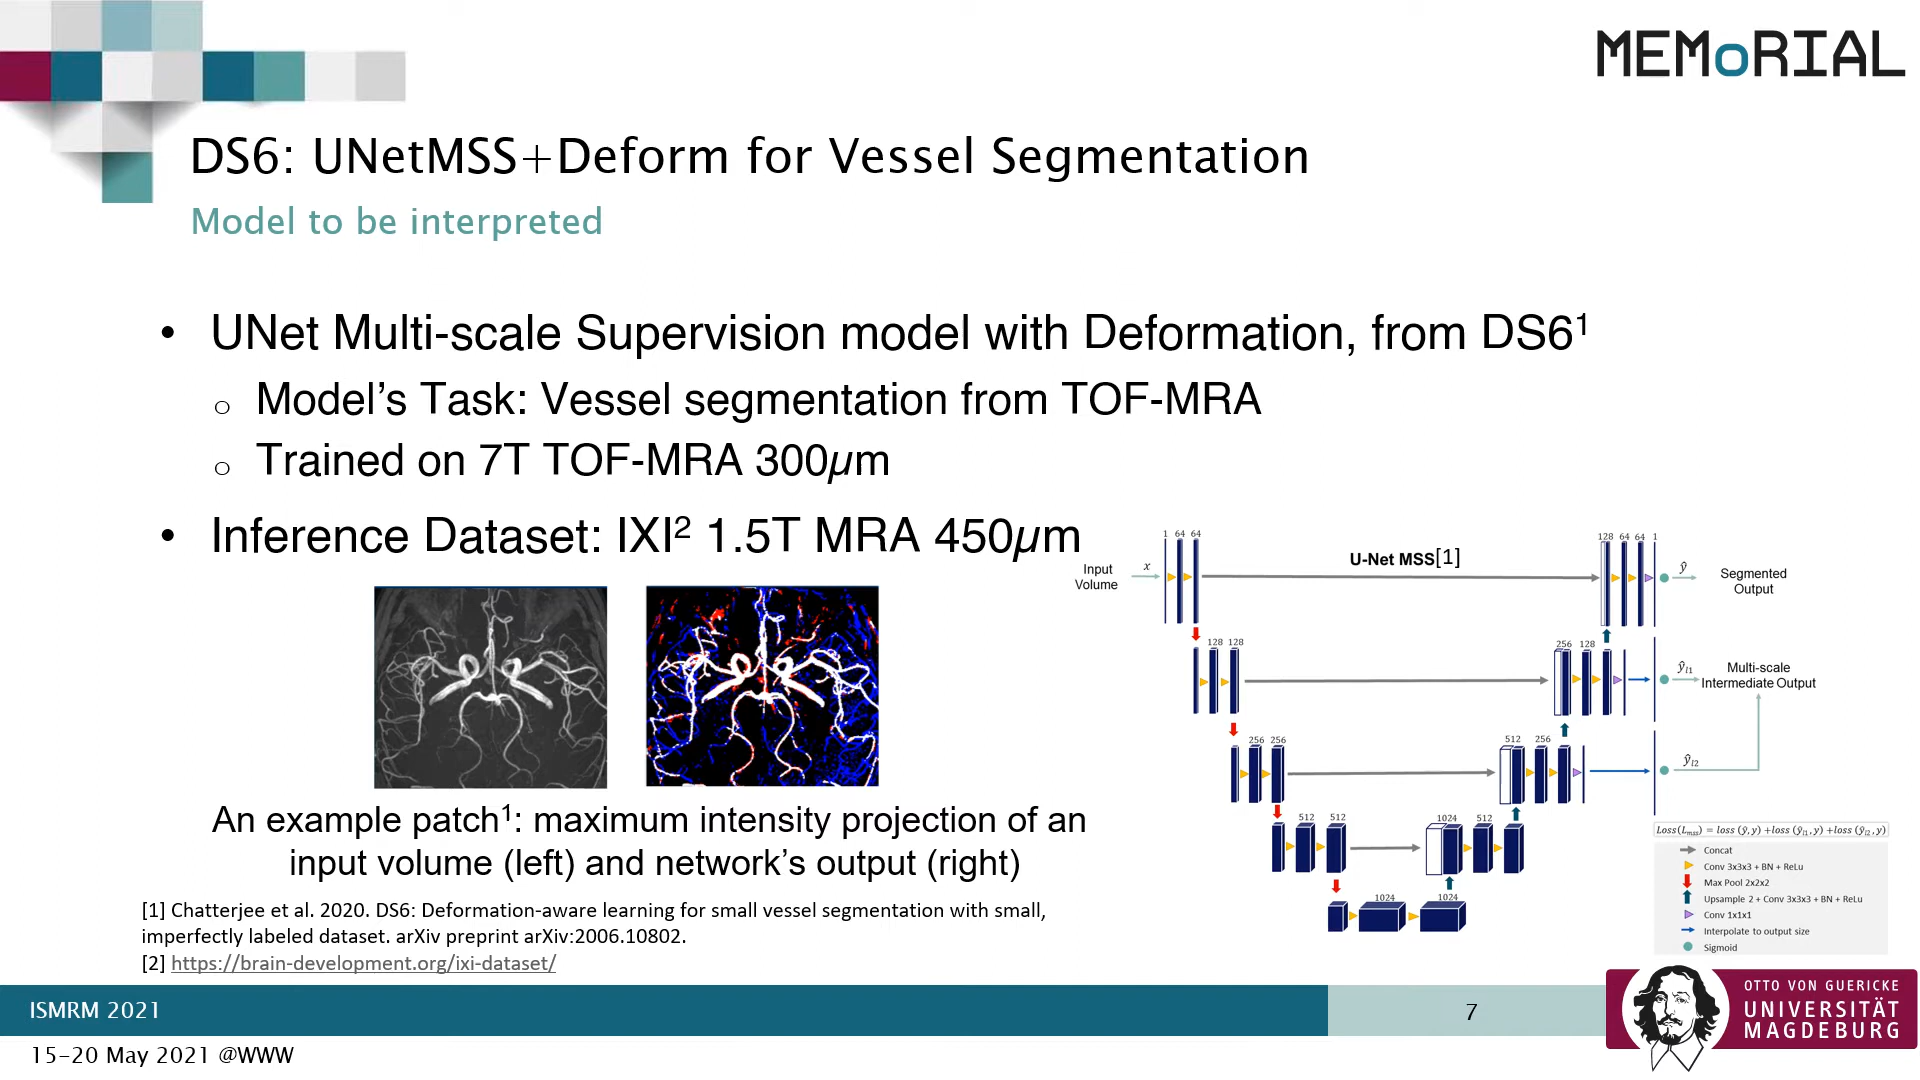 MEMoRIAL
DS6: UNetMSS+Deform for Vessel Segmentation
Model to be interpreted
• UNet Multi-scale Supervision model with Deformation, from DS6¹
o Model's Task: Vessel segmentation from TOF-MRA
o Trained on 7T TOF-MRA 300µm
• Inference Dataset: IXI² 1.5T MRA 450µm
An example patch¹: maximum intensity projection of an
input volume (left) and network's output (right)
[1] Chatterjee et al. 2020. DS6: Deformation-aware learning for small vessel segmentation with small,
imperfectly labeled dataset. arXiv preprint arXiv:2006.10802.
[2] https://brain-development.org/ixi-dataset/
U-Net MSS[1]
Input
Volume
x
1 64 64
128 64 64 1
ŷ
Segmented
Output
128 128
256 128
ŷl1
Multi-scale
Intermediate Output
256 256
512 256
ŷl2
512 512
1024 512
1024
1024
Loss(Lmss) = loss (ŷ, y) +loss (ŷl1, y) +loss (ŷl2, y)
Concat
Conv 3x3x3 + BN + ReLu
Max Pool 2x2x2
Upsample 2 + Conv 3x3x3 + BN + ReLu
Conv 1x1x1
Interpolate to output size
Sigmoid
ISMRM 2021
7
OTTO VON GUERICKE
UNIVERSITÄT
MAGDEBURG
15-20 May 2021 @WWW